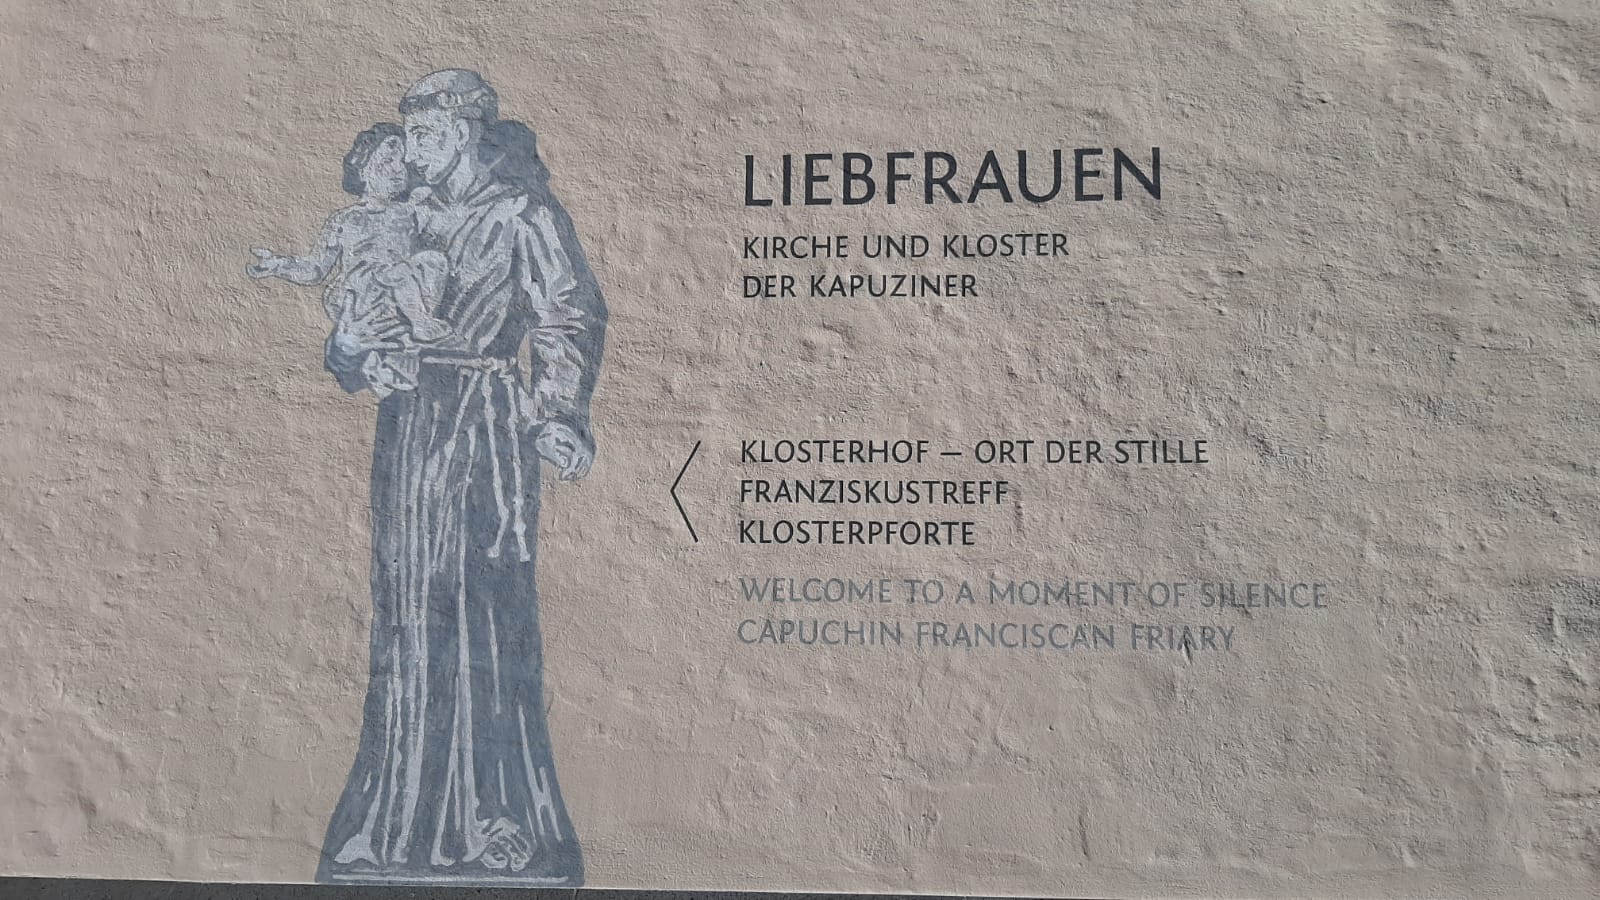 LIEBFRAUEN
KIRCHE UND KLOSTER
DER KAPUZINER
KLOSTERHOF – ORT DER STILLE
FRANZISKUSTREFF
KLOSTERPFORTE
WELCOME TO A MOMENT OF SILENCE
CAPUCHIN FRANCISCAN FRIARY